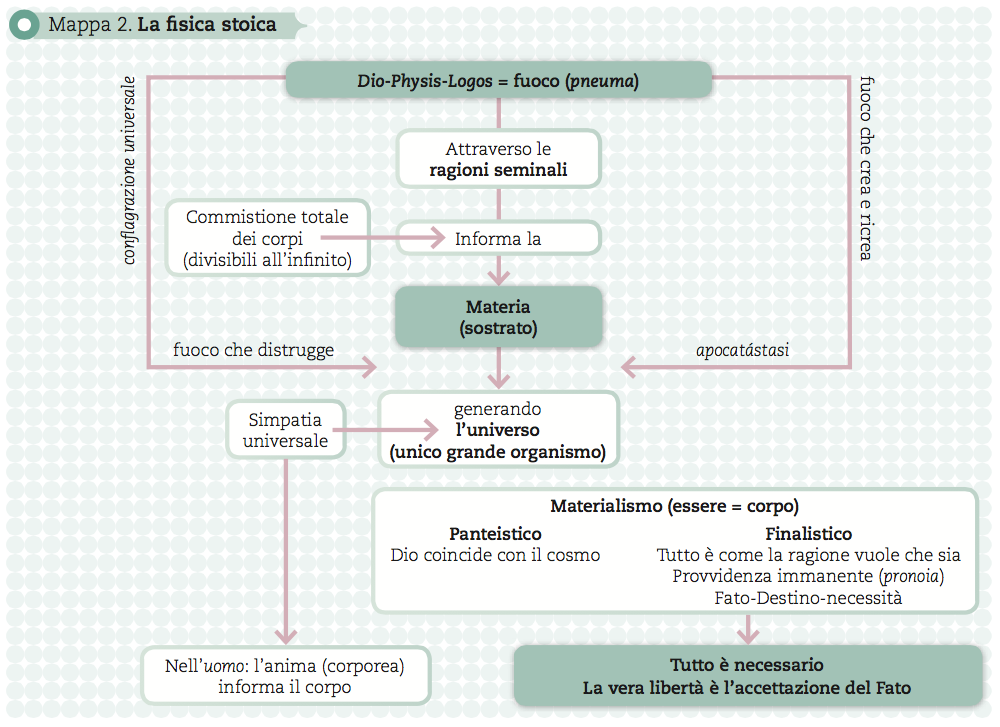 Mappa 2. La fisica stoica
Dio-Physis-Logos = fuoco (pneuma)
conflagrazione universale
fuoco che crea e ricrea
Attraverso le
ragioni seminali
Commistione totale
dei corpi
(divisibili all'infinito)
Informa la
Materia
(sostrato)
fuoco che distrugge
apocatástasi
Simpatia
universale
generando
l'universo
(unico grande organismo)
Materialismo (essere = corpo)
Panteistico
Dio coincide con il cosmo
Finalistico
Tutto è come la ragione vuole che sia
Provvidenza immanente (pronoia)
Fato-Destino-necessità
Nell'uomo: l'anima (corporea)
informa il corpo
Tutto è necessario
La vera libertà è l'accettazione del Fato